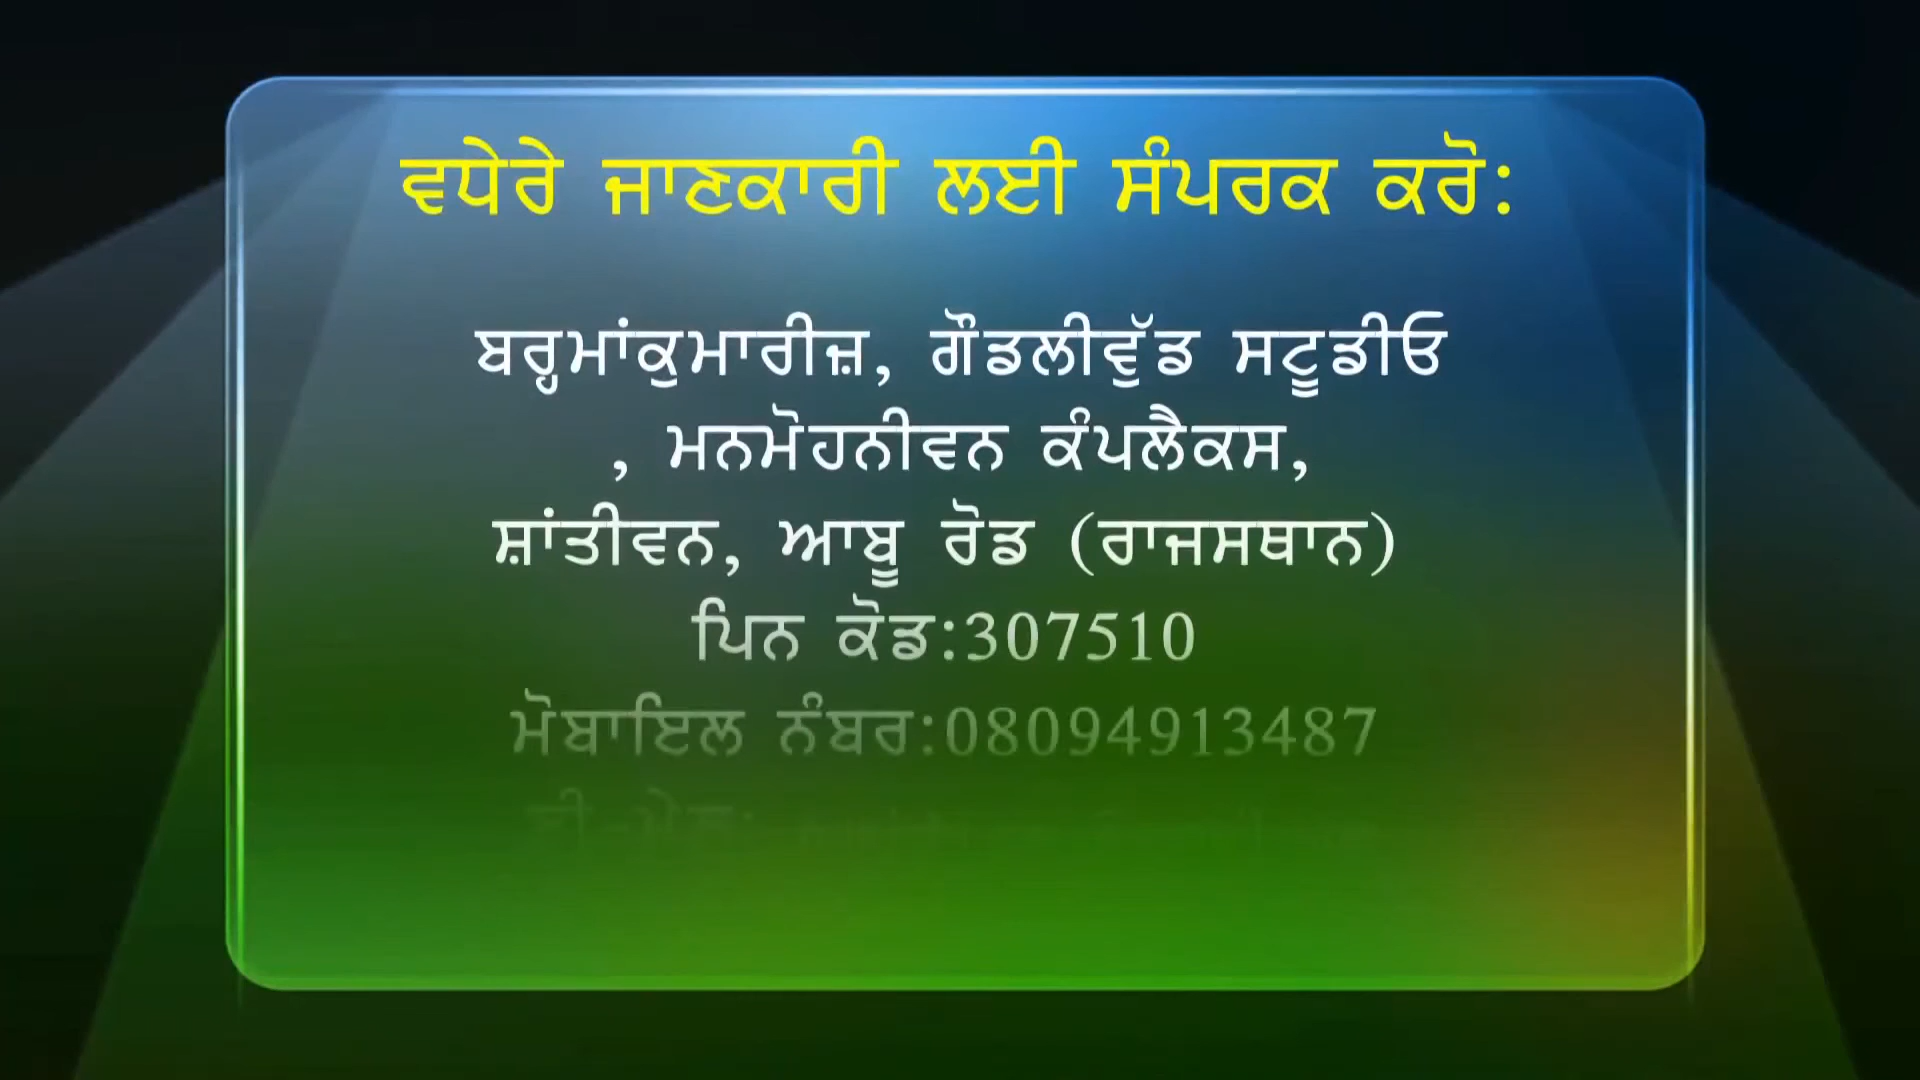 ਵਧੇਰੇ ਜਾਣਕਾਰੀ ਲਈ ਸੰਪਰਕ ਕਰੋ:
ਬਰ੍ਹਮਾਂਕੁਮਾਰੀਜ਼, ਗੌਡਲੀਵੁੱਡ ਸਟੂਡੀਓ
, ਮਨਮੋਹਨੀਵਨ ਕੰਪਲੈਕਸ,
ਸ਼ਾਂਤੀਵਨ, ਆਬੂ ਰੋਡ (ਰਾਜਸਥਾਨ)
ਪਿਨ ਕੋਡ:307510
ਮੋਬਾਇਲ ਨੰਬਰ:08094913487